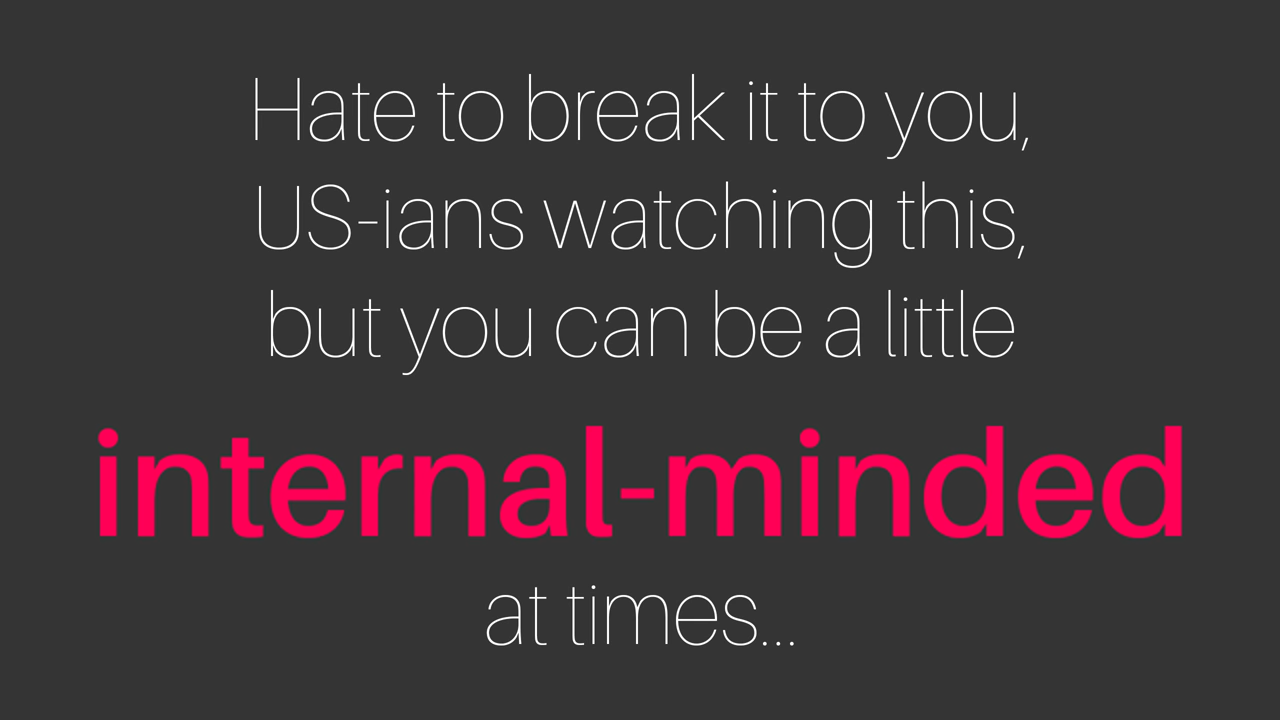 Hate to break it to you,
US-ians watching this,
but you can be a little
internal-minded
at times...